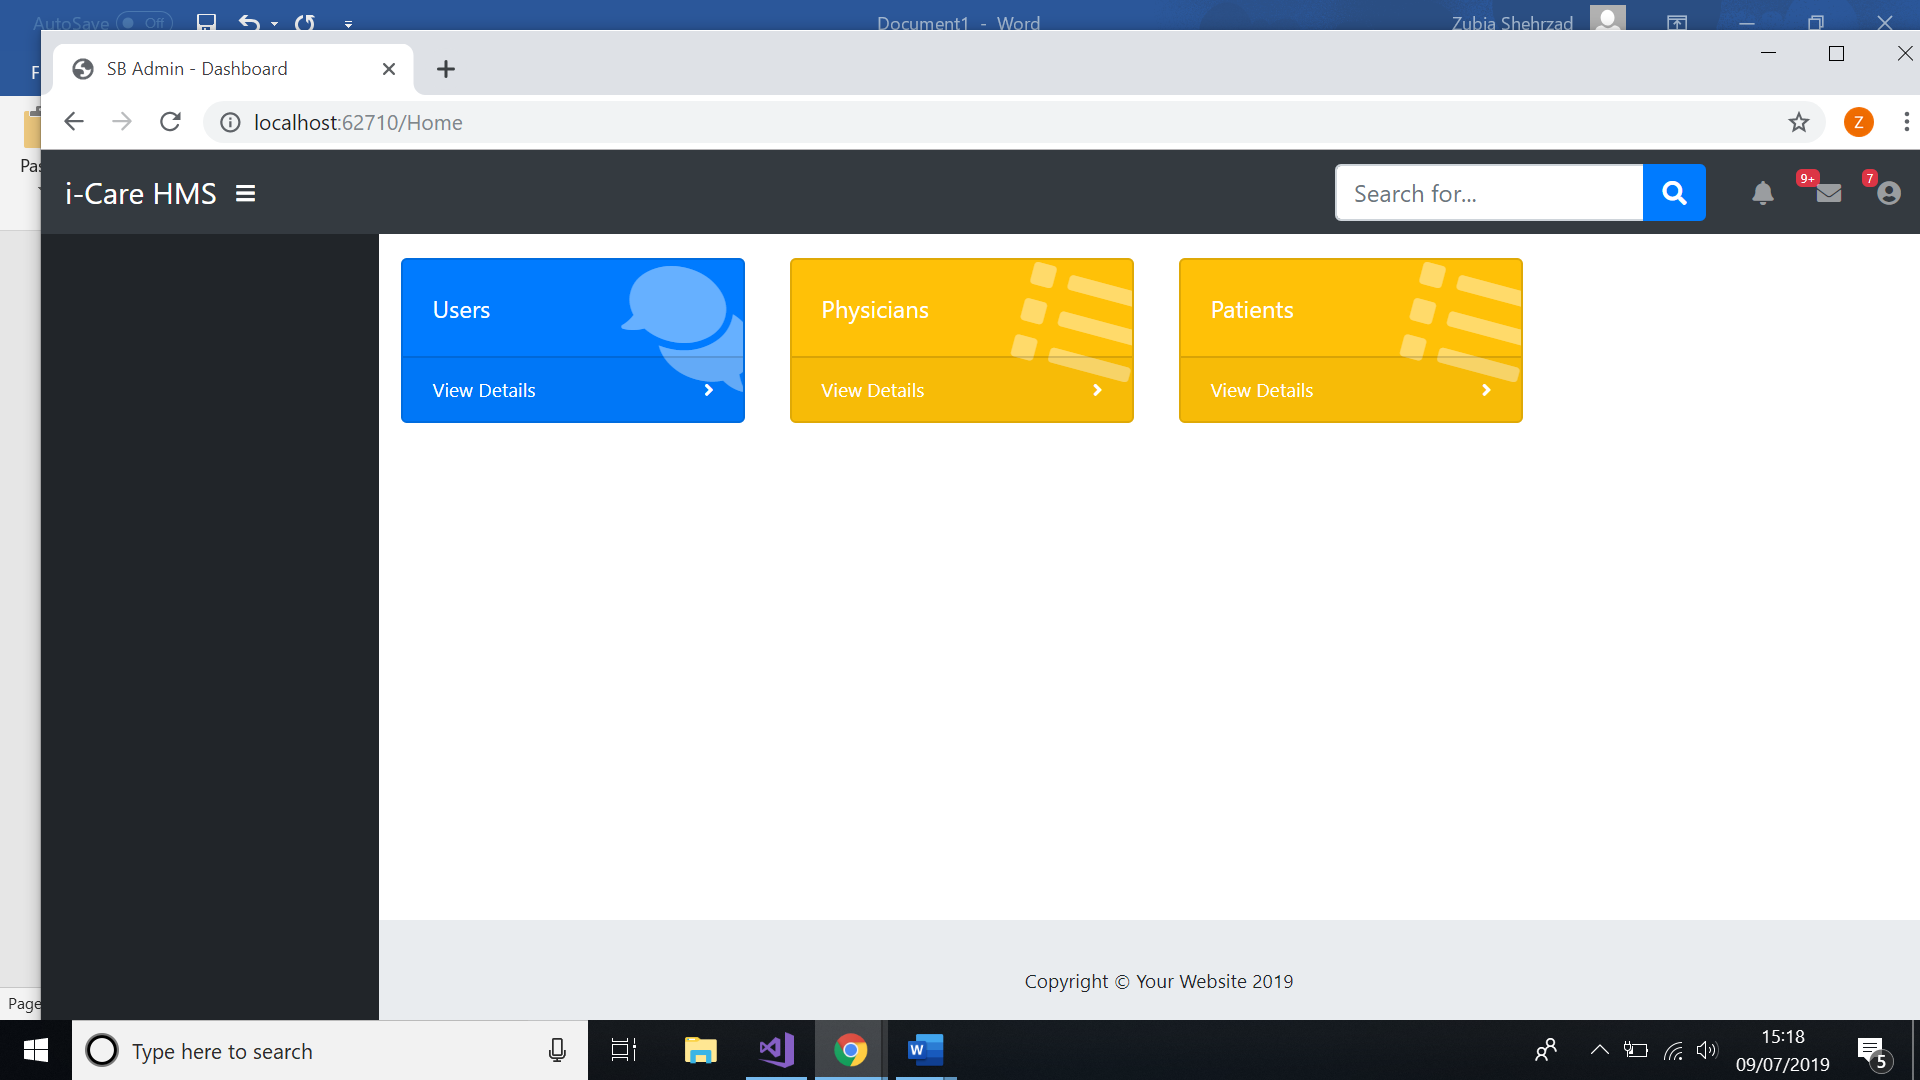 AutoSave Off
Document1 - Word
Zubia Shehrzad
F
SB Admin - Dashboard
localhost:62710/Home
Z
Pas
i-Care HMS
Search for...
9+
7
Users
Physicians
Patients
View Details
View Details
View Details
Copyright © Your Website 2019
Page
Type here to search
W
15:18
09/07/2019
5